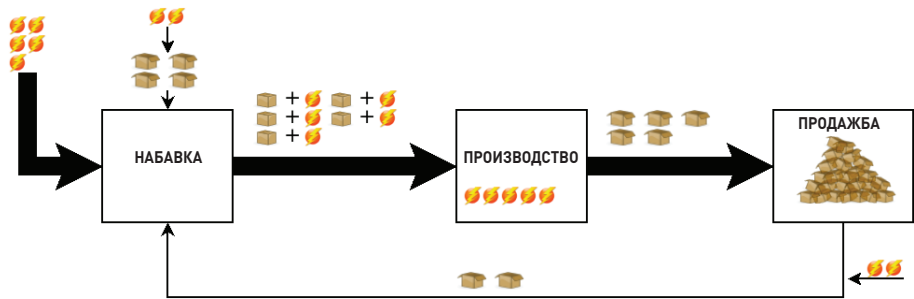 НАБАВКА
+ +
+ +
+
ПРОИЗВОДСТВО
ПРОДАЖБА